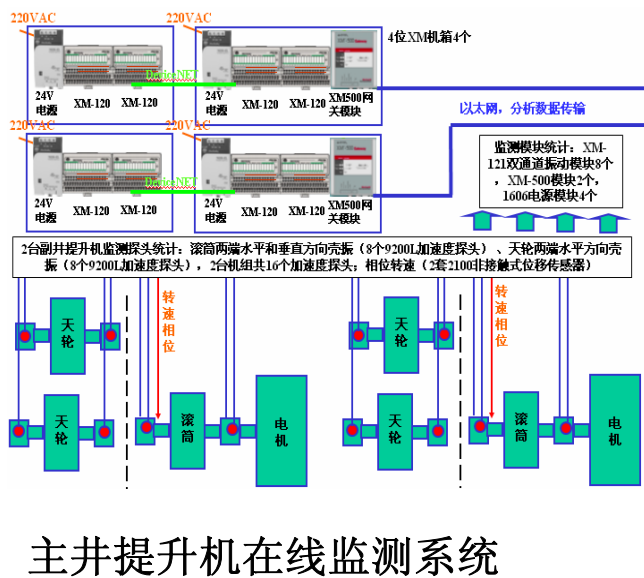 220VAC
220VAC
4位XM机箱4个
DeviceNET
24V
电源
XM-120
XM-120
24V
电源
XM-120
XM-120
XM500网
关模块
以太网，分析数据传输
220VAC
220VAC
DeviceNET
24V
电源
XM-120
XM-120
24V
电源
XM-120
XM-120
XM500网
关模块
监测模块统计：XM-
121双通道振动模块8个
，XM-500模块2个，
1606电源模块4个
2台副井提升机监测探头统计：滚筒两端水平和垂直方向壳振（8个9200L加速度探头）、天轮两端水平方向壳
振（8个9200L加速度探头），2台机组共16个加速度探头；相位转速（2套2100非接触式位移传感器）
天轮
转速相位
天轮
滚筒
电机
天轮
转速相位
天轮
滚筒
电机
主井提升机在线监测系统